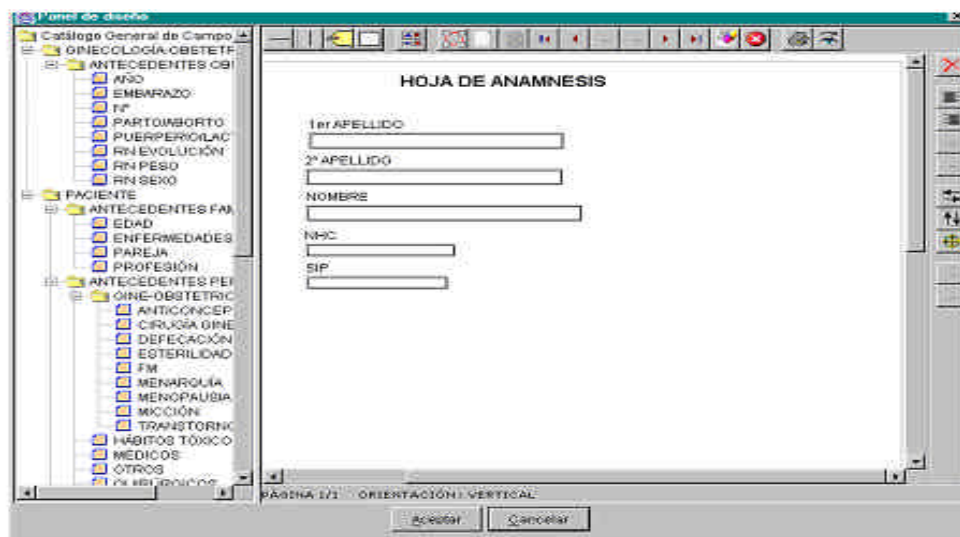 Panel de diseño
Catálogo General de Campo
GINECOLOGÍA OBSTETR
ANTECEDENTES OB
AÑO
EMBARAZO
Nº
PARTO/ABORTO
PUERPERIO/LAC
RN EVOLUCIÓN
RN PESO
RN SEXO
PACIENTE
ANTECEDENTES FAM
EDAD
ENFERMEDADES
PAREJA
PROFESIÓN
ANTECEDENTES PER
GINE-OBSTETRIC
ANTICONCEP
CIRUGÍA GINE
DEFECACIÓN
ESTERILIDAD
FM
MENARQUÍA
MENOPAUSIA
MICCIÓN
TRANSTORNO
HÁBITOS TÓXICO
MÉDICOS
OTROS
QUIRÚRGICOS
HOJA DE ANAMNESIS
1er APELLIDO
2º APELLIDO
NOMBRE
NHC
SIP
PÁGINA 1/1 ORIENTACIÓN: VERTICAL
Aceptar Cancelar